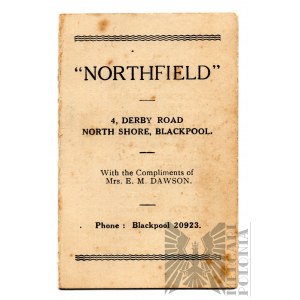 "NORTHFIELD"
4, DERBY ROAD
NORTH SHORE, BLACKPOOL.
With the Compliments of
Mrs. E. M. DAWSON.
Phone : Blackpool 20923.